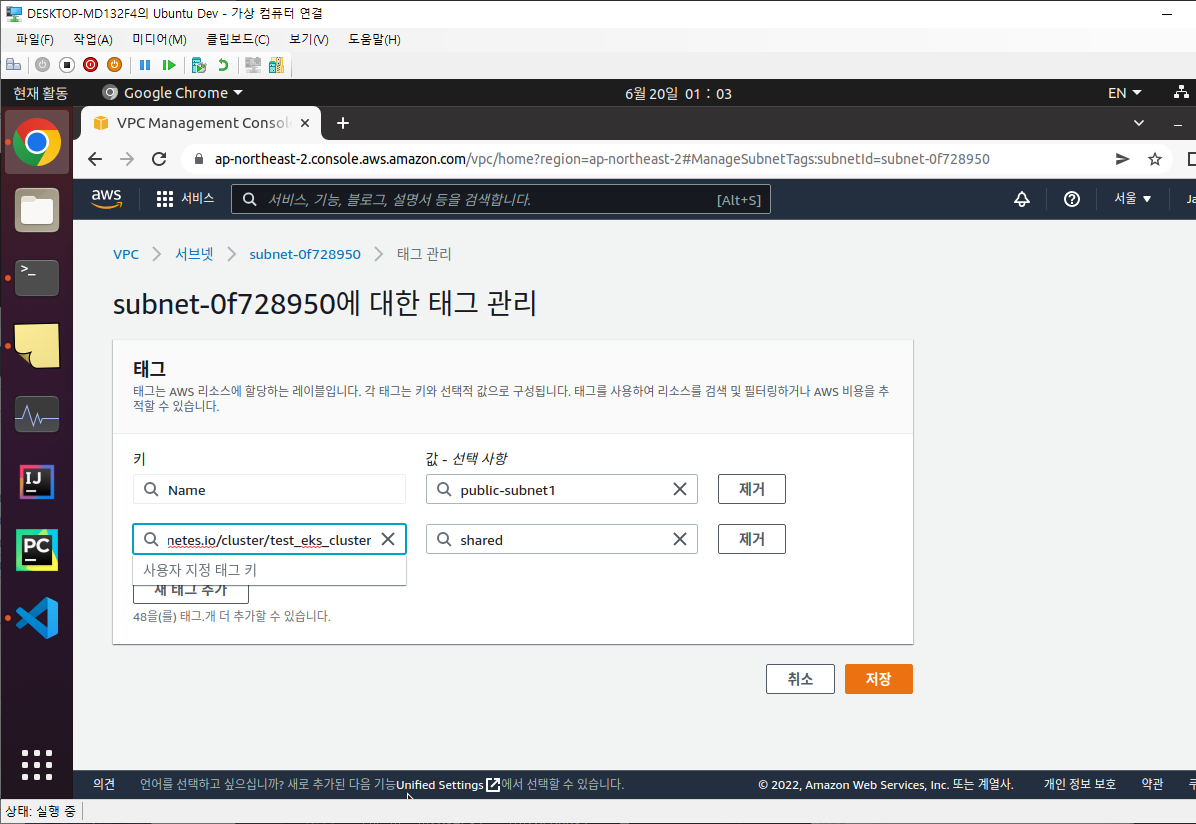 DESKTOP-MD132F4의 Ubuntu Dev - 가상 컴퓨터 연결
파일(F) 작업(A) 미디어(M) 클립보드(C) 보기(V) 도움말(H)
현재 활동 Google Chrome 6월 20일 01 : 03 EN
VPC Management Consol
ap-northeast-2.console.aws.amazon.com/vpc/home?region=ap-northeast-2#ManageSubnetTags:subnetId=subnet-0f728950
aws 서비스 서비스, 기능, 블로그, 설명서 등을 검색합니다. [Alt+S] 서울 Ja
VPC 서브넷 subnet-0f728950 태그 관리
subnet-0f728950에 대한 태그 관리
태그
태그는 AWS 리소스에 할당하는 레이블입니다. 각 태그는 키와 선택적 값으로 구성됩니다. 태그를 사용하여 리소스를 검색 및 필터링하거나 AWS 비용을 추
적할 수 있습니다.
키 값 - 선택 사항
Name public-subnet1 제거
netes.io/cluster/test_eks_cluster shared 제거
사용자 지정 태그 키
새 태그 추가
48을(를) 태그.개 더 추가할 수 있습니다.
취소 저장
의견 언어를 선택하고 싶으십니까? 새로 추가된 다음 기능Unified Settings에서 선택할 수 있습니다. © 2022, Amazon Web Services, Inc. 또는 계열사. 개인 정보 보호 약관 쿠
상태: 실행 중